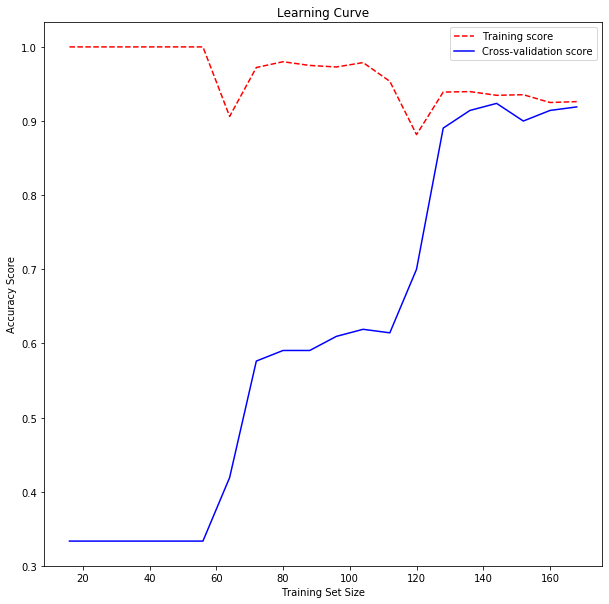 Learning Curve
Training score
Cross-validation score
1.0
0.9
0.8
0.7
0.6
0.5
0.4
0.3
Accuracy Score
20 40 60 80 100 120 140 160
Training Set Size